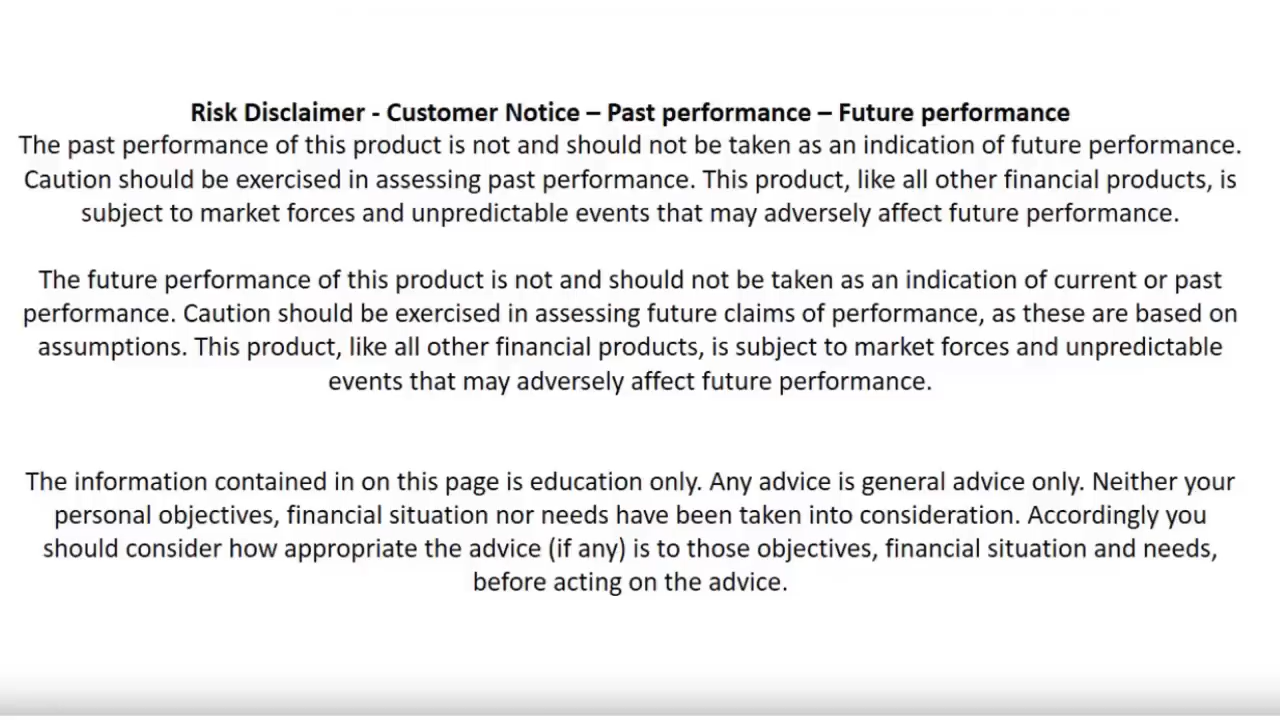 Risk Disclaimer - Customer Notice – Past performance – Future performance
The past performance of this product is not and should not be taken as an indication of future performance.
Caution should be exercised in assessing past performance. This product, like all other financial products, is
subject to market forces and unpredictable events that may adversely affect future performance.
The future performance of this product is not and should not be taken as an indication of current or past
performance. Caution should be exercised in assessing future claims of performance, as these are based on
assumptions. This product, like all other financial products, is subject to market forces and unpredictable
events that may adversely affect future performance.
The information contained in on this page is education only. Any advice is general advice only. Neither your
personal objectives, financial situation nor needs have been taken into consideration. Accordingly you
should consider how appropriate the advice (if any) is to those objectives, financial situation and needs,
before acting on the advice.